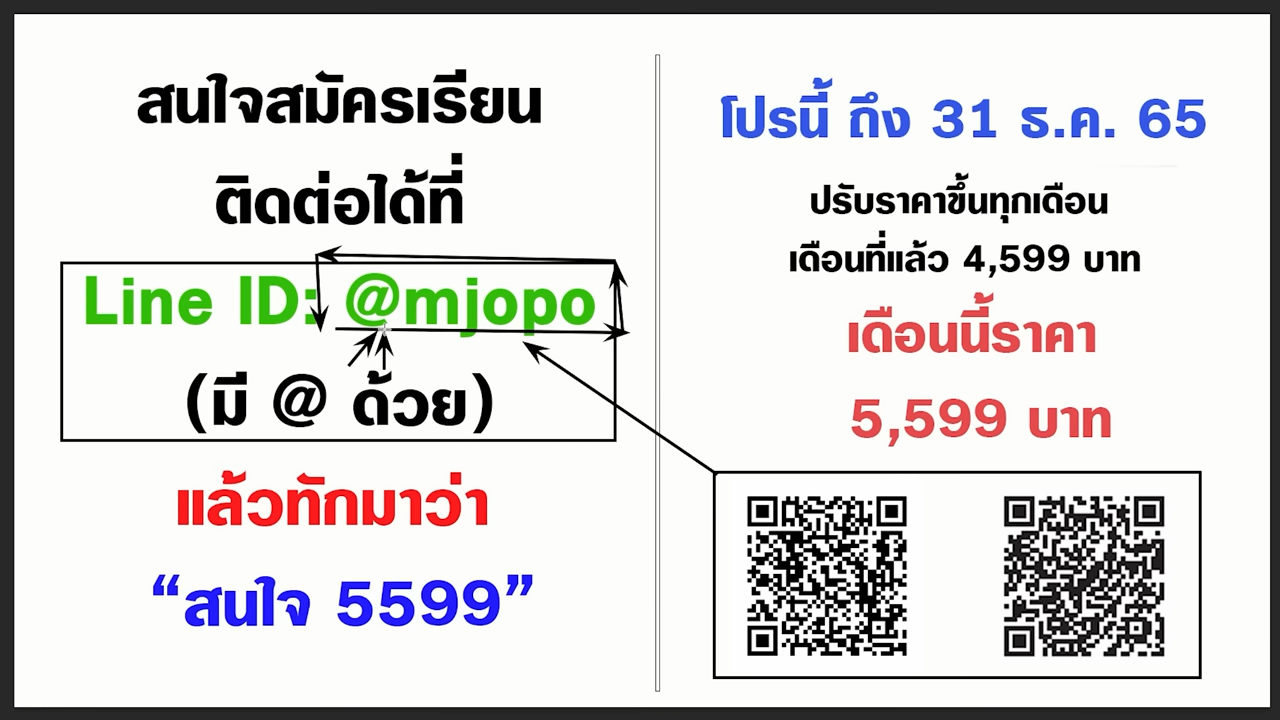 สนใจสมัครเรียน
ติดต่อได้ที่
Line ID: @mjopo
(มี @ ด้วย)
แล้วทักมาว่า
“สนใจ 5599”
โปรนี้ ถึง 31 ธ.ค. 65
ปรับราคาขึ้นทุกเดือน
เดือนที่แล้ว 4,599 บาท
เดือนนี้ราคา
5,599 บาท